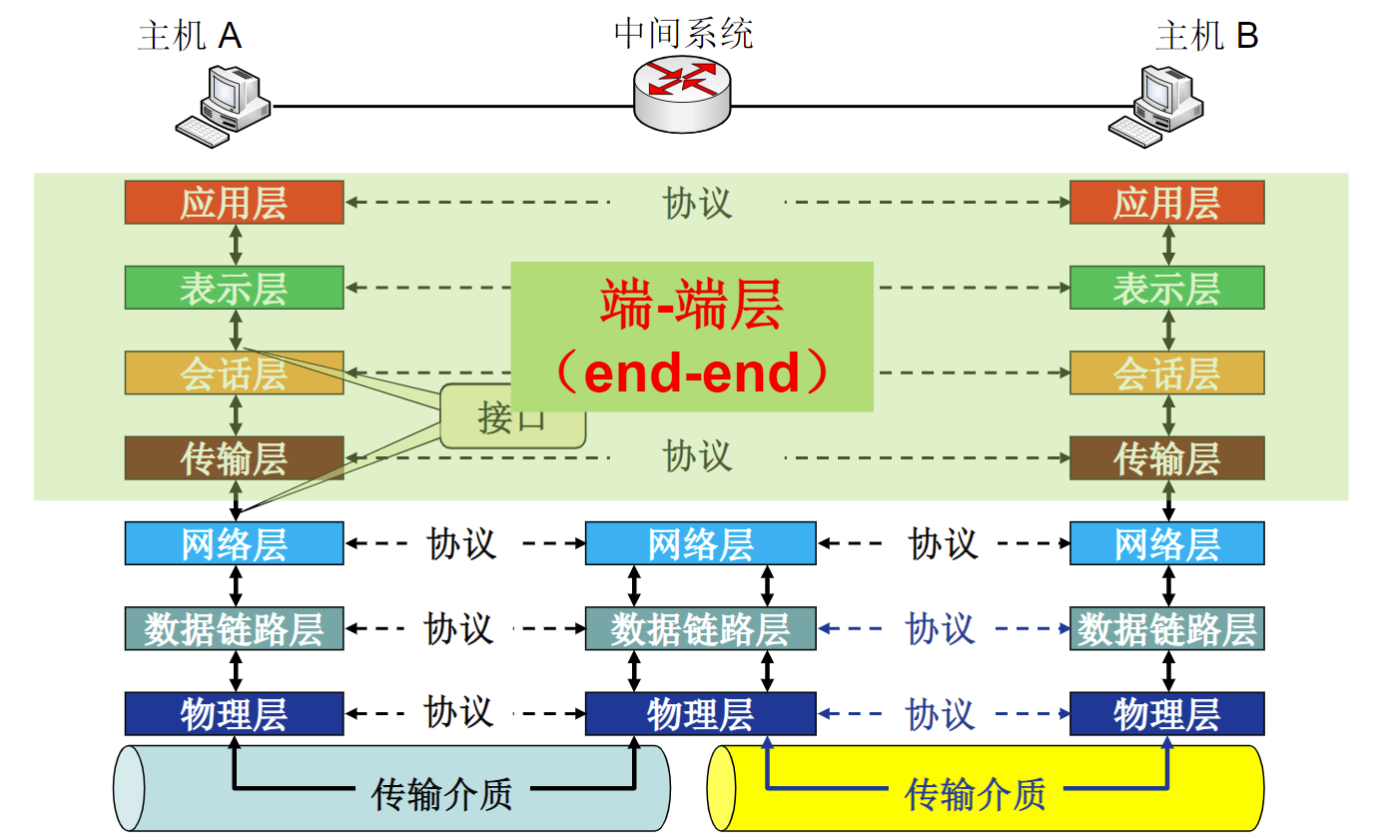 主机 A
中间系统
主机 B
应用层
协议
应用层
表示层
端-端层
表示层
(end-end)
会话层
会话层
接口
传输层
协议
传输层
网络层
协议
网络层
协议
网络层
数据链路层
协议
数据链路层
协议
数据链路层
物理层
协议
物理层
协议
物理层
传输介质
传输介质